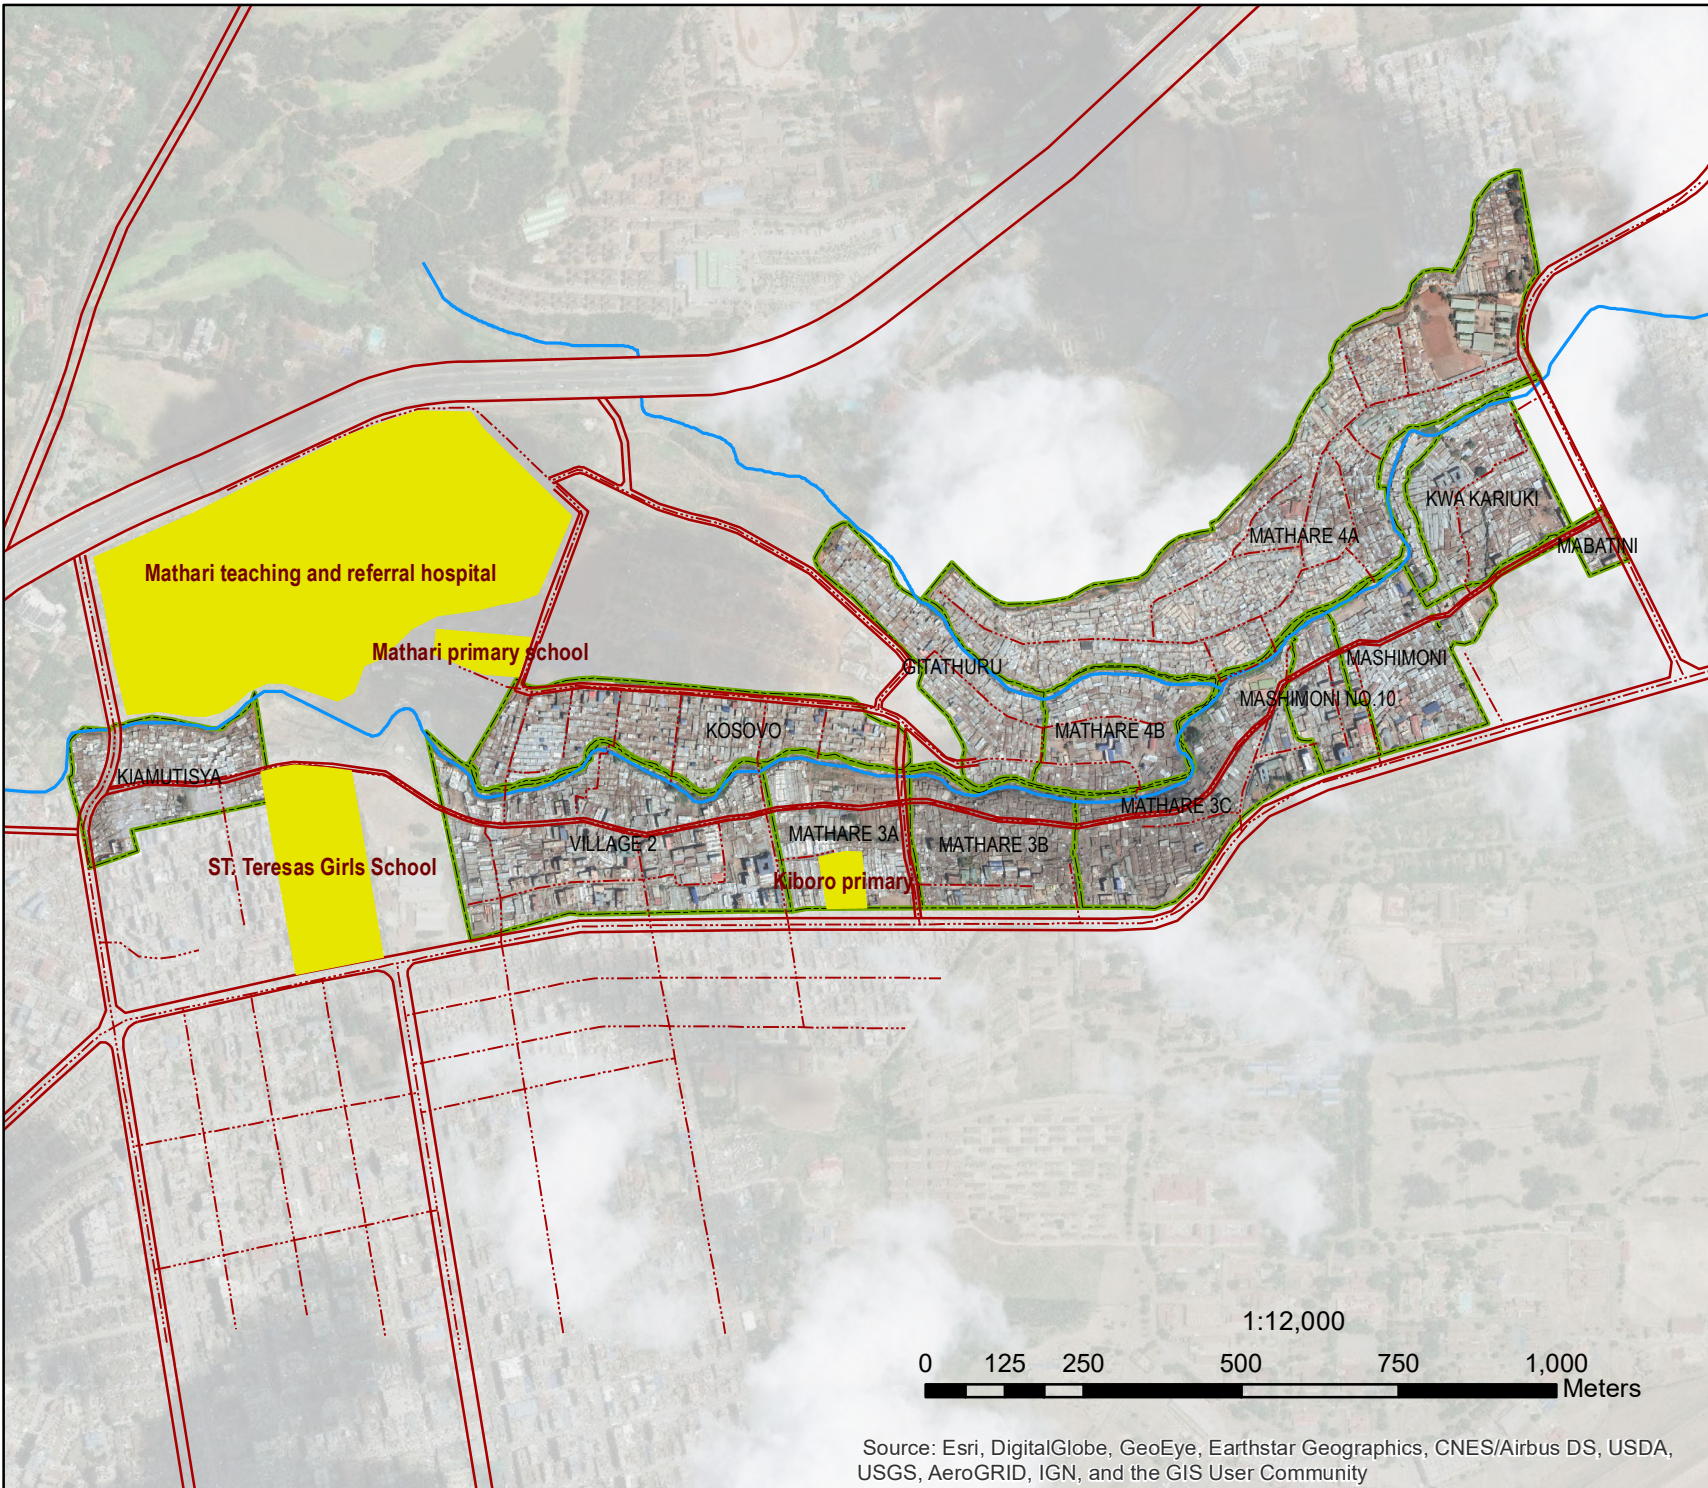 KWA KARIUKI
MATHARE 4A
MABATINI
Mathari teaching and referral hospital
Mathari primary school
MASHIMONI
GITATHURU
MASHIMONI NO.10
KOSOVO
MATHARE 4B
KIAMUTISYA
MATHARE 3C
VILLAGE 2
MATHARE 3A
MATHARE 3B
ST. Teresas Girls School
Kiboro primary
1:12,000
0 125 250 500 750 1,000
Meters
Source: Esri, DigitalGlobe, GeoEye, Earthstar Geographics, CNES/Airbus DS, USDA,
USGS, AeroGRID, IGN, and the GIS User Community